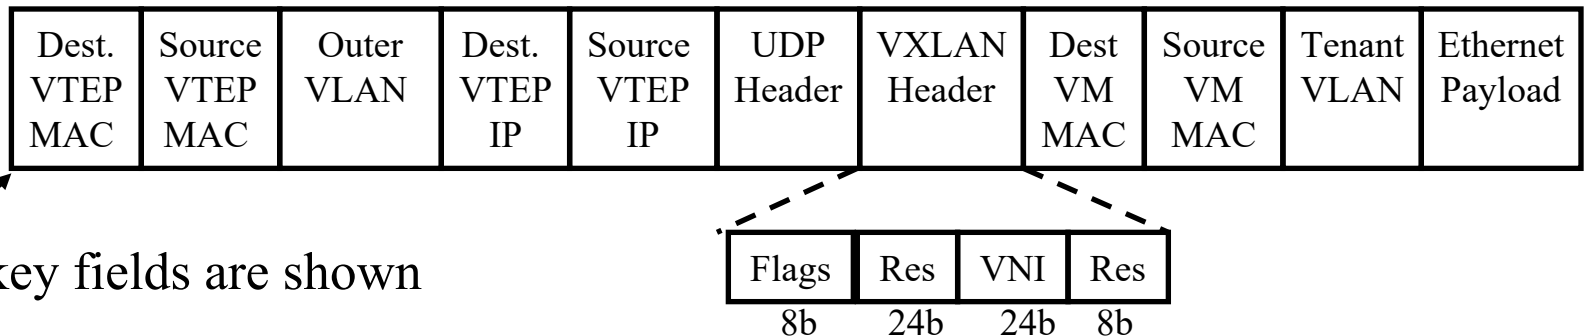 Dest.
VTEP
MAC
Source
VTEP
MAC
Outer
VLAN
Dest.
VTEP
IP
Source
VTEP
IP
UDP
Header
VXLAN
Header
Dest
VM
MAC
Source
VM
MAC
Tenant
VLAN
Ethernet
Payload
Flags
Res
VNI
Res
key fields are shown
8b
24b
24b
8b